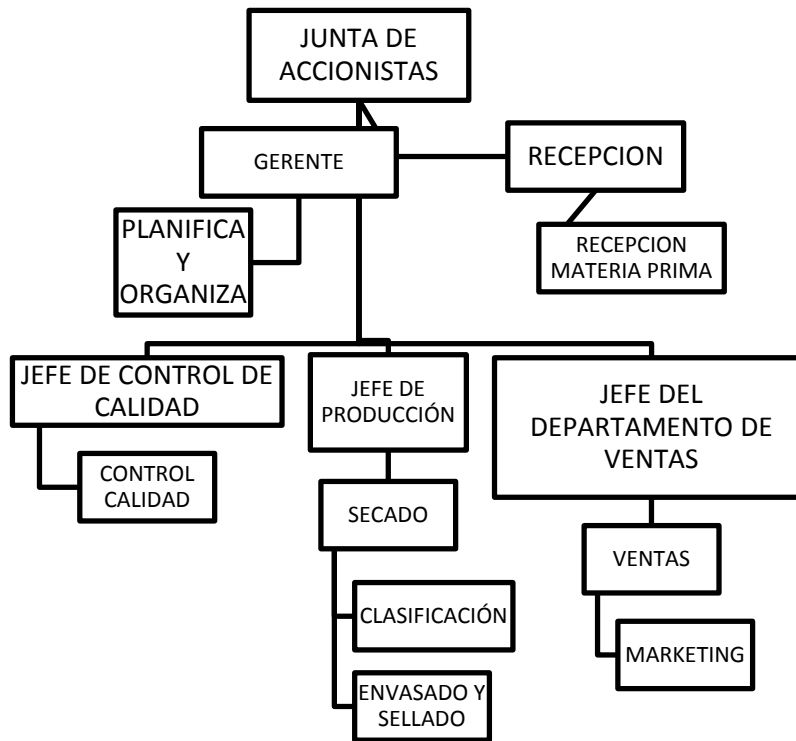 JUNTA DE
ACCIONISTAS
GERENTE
RECEPCION
PLANIFICA
Y
ORGANIZA
RECEPCION
MATERIA PRIMA
JEFE DE CONTROL DE
CALIDAD
JEFE DE
PRODUCCIÓN
JEFE DEL
DEPARTAMENTO DE
VENTAS
CONTROL
CALIDAD
SECADO
VENTAS
CLASIFICACIÓN
MARKETING
ENVASADO Y
SELLADO